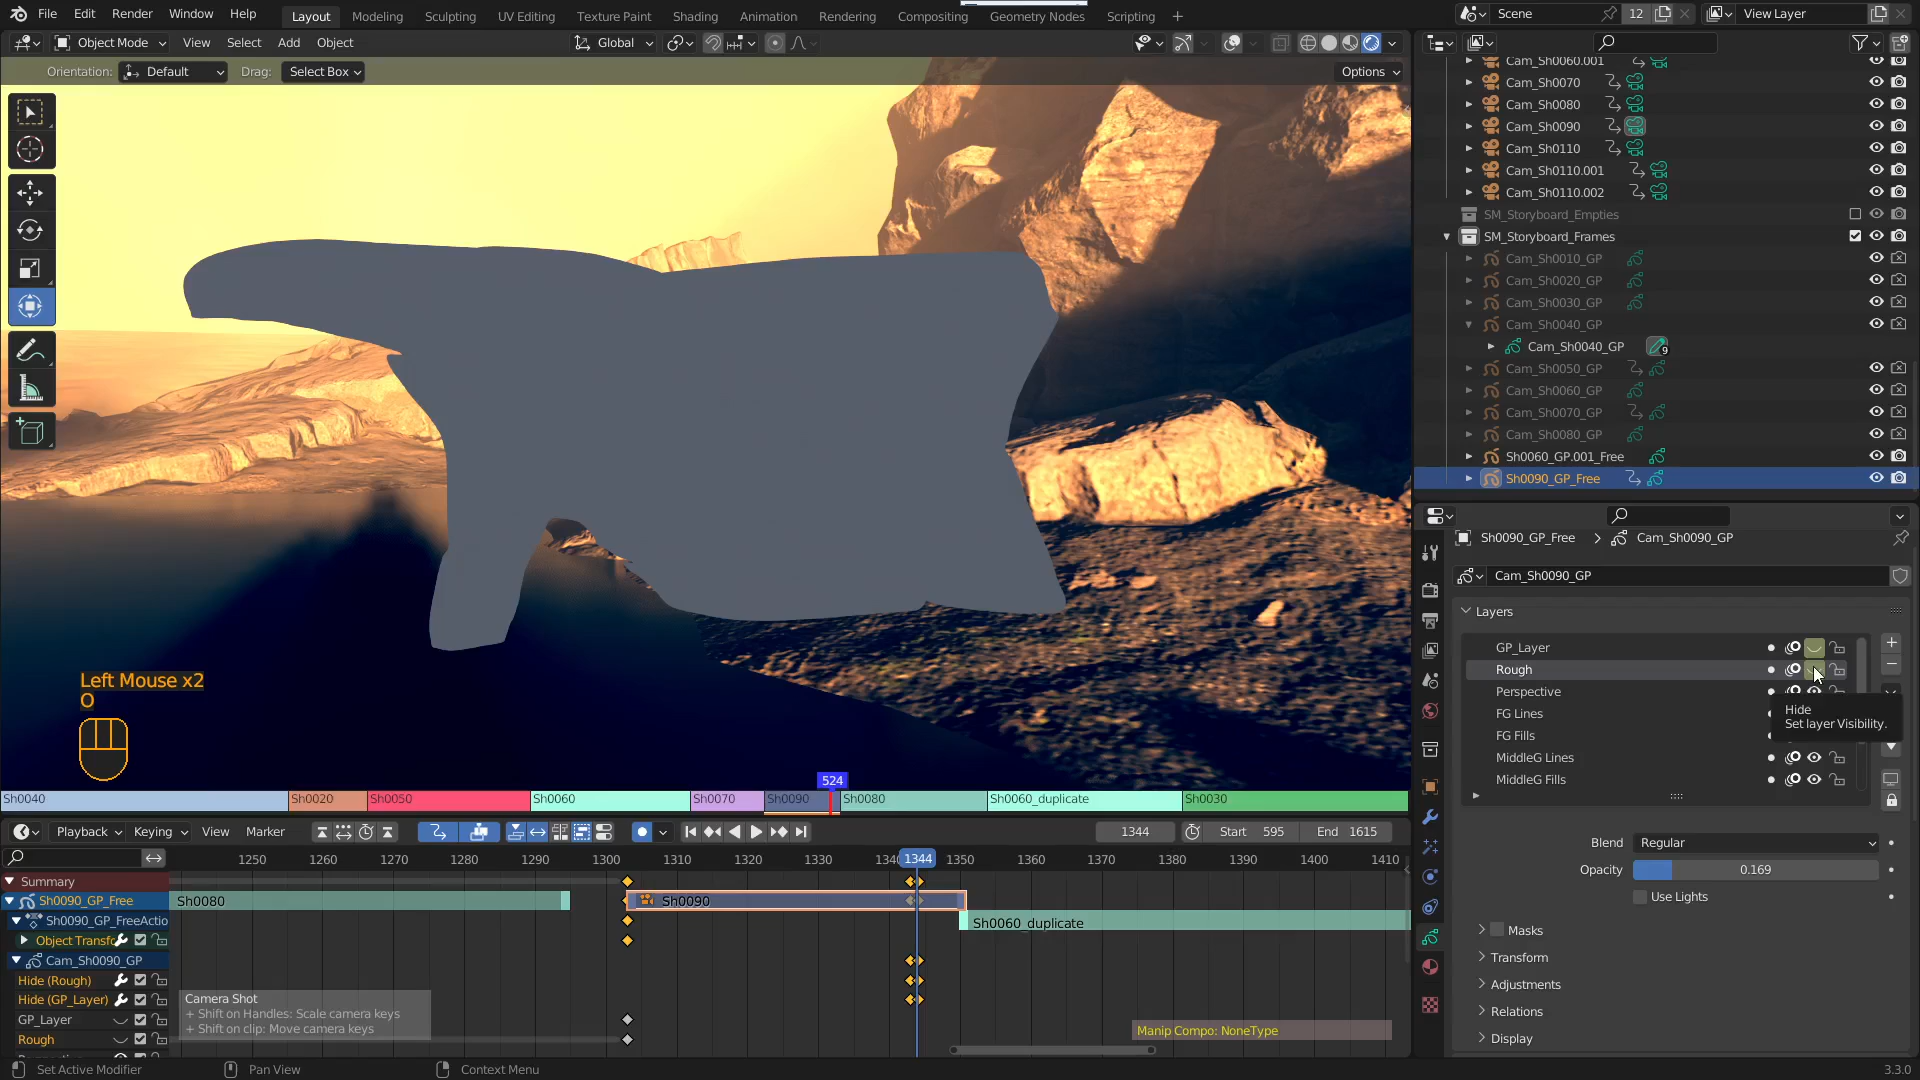 File Edit Render Window Help Layout Modeling Sculpting UV Editing Texture Paint Shading Animation Rendering Compositing Geometry Nodes Scripting + Scene 12 View Layer
Object Mode View Select Add Object Global
Orientation: Default Drag: Select Box Options
Cam_Sh0060.001
Cam_Sh0070
Cam_Sh0080
Cam_Sh0090
Cam_Sh0110
Cam_Sh0110.001
Cam_Sh0110.002
SM_Storyboard_Empties
SM_Storyboard_Frames
Cam_Sh0010_GP
Cam_Sh0020_GP
Cam_Sh0030_GP
Cam_Sh0040_GP
Cam_Sh0040_GP 9
Cam_Sh0050_GP
Cam_Sh0060_GP
Cam_Sh0070_GP
Cam_Sh0080_GP
Sh0060_GP.001_Free
Sh0090_GP_Free
Sh0090_GP_Free > Cam_Sh0090_GP
Cam_Sh0090_GP
Layers
GP_Layer
Rough
Perspective
FG Lines
FG Fills
MiddleG Lines
MiddleG Fills
Hide
Set layer Visibility.
Blend Regular
Opacity 0.169
Use Lights
Masks
Transform
Adjustments
Relations
Display
Left Mouse x2
O
524
Sh0040 Sh0020 Sh0050 Sh0060 Sh0070 Sh0090 Sh0080 Sh0060_duplicate Sh0030
Playback Keying View Marker 1344 Start 595 End 1615
1250 1260 1270 1280 1290 1300 1310 1320 1330 134 1344 1350 1360 1370 1380 1390 1400 1410
Summary
Sh0090_GP_Free Sh0080 Sh0090
Sh0090_GP_FreeActio Sh0060_duplicate
Object Transfo
Cam_Sh0090_GP
Hide (Rough)
Hide (GP_Layer)
GP_Layer
Rough
Camera Shot
+ Shift on Handles: Scale camera keys
+ Shift on clip: Move camera keys
Manip Compo: NoneType
Set Active Modifier Pan View Context Menu 3.3.0